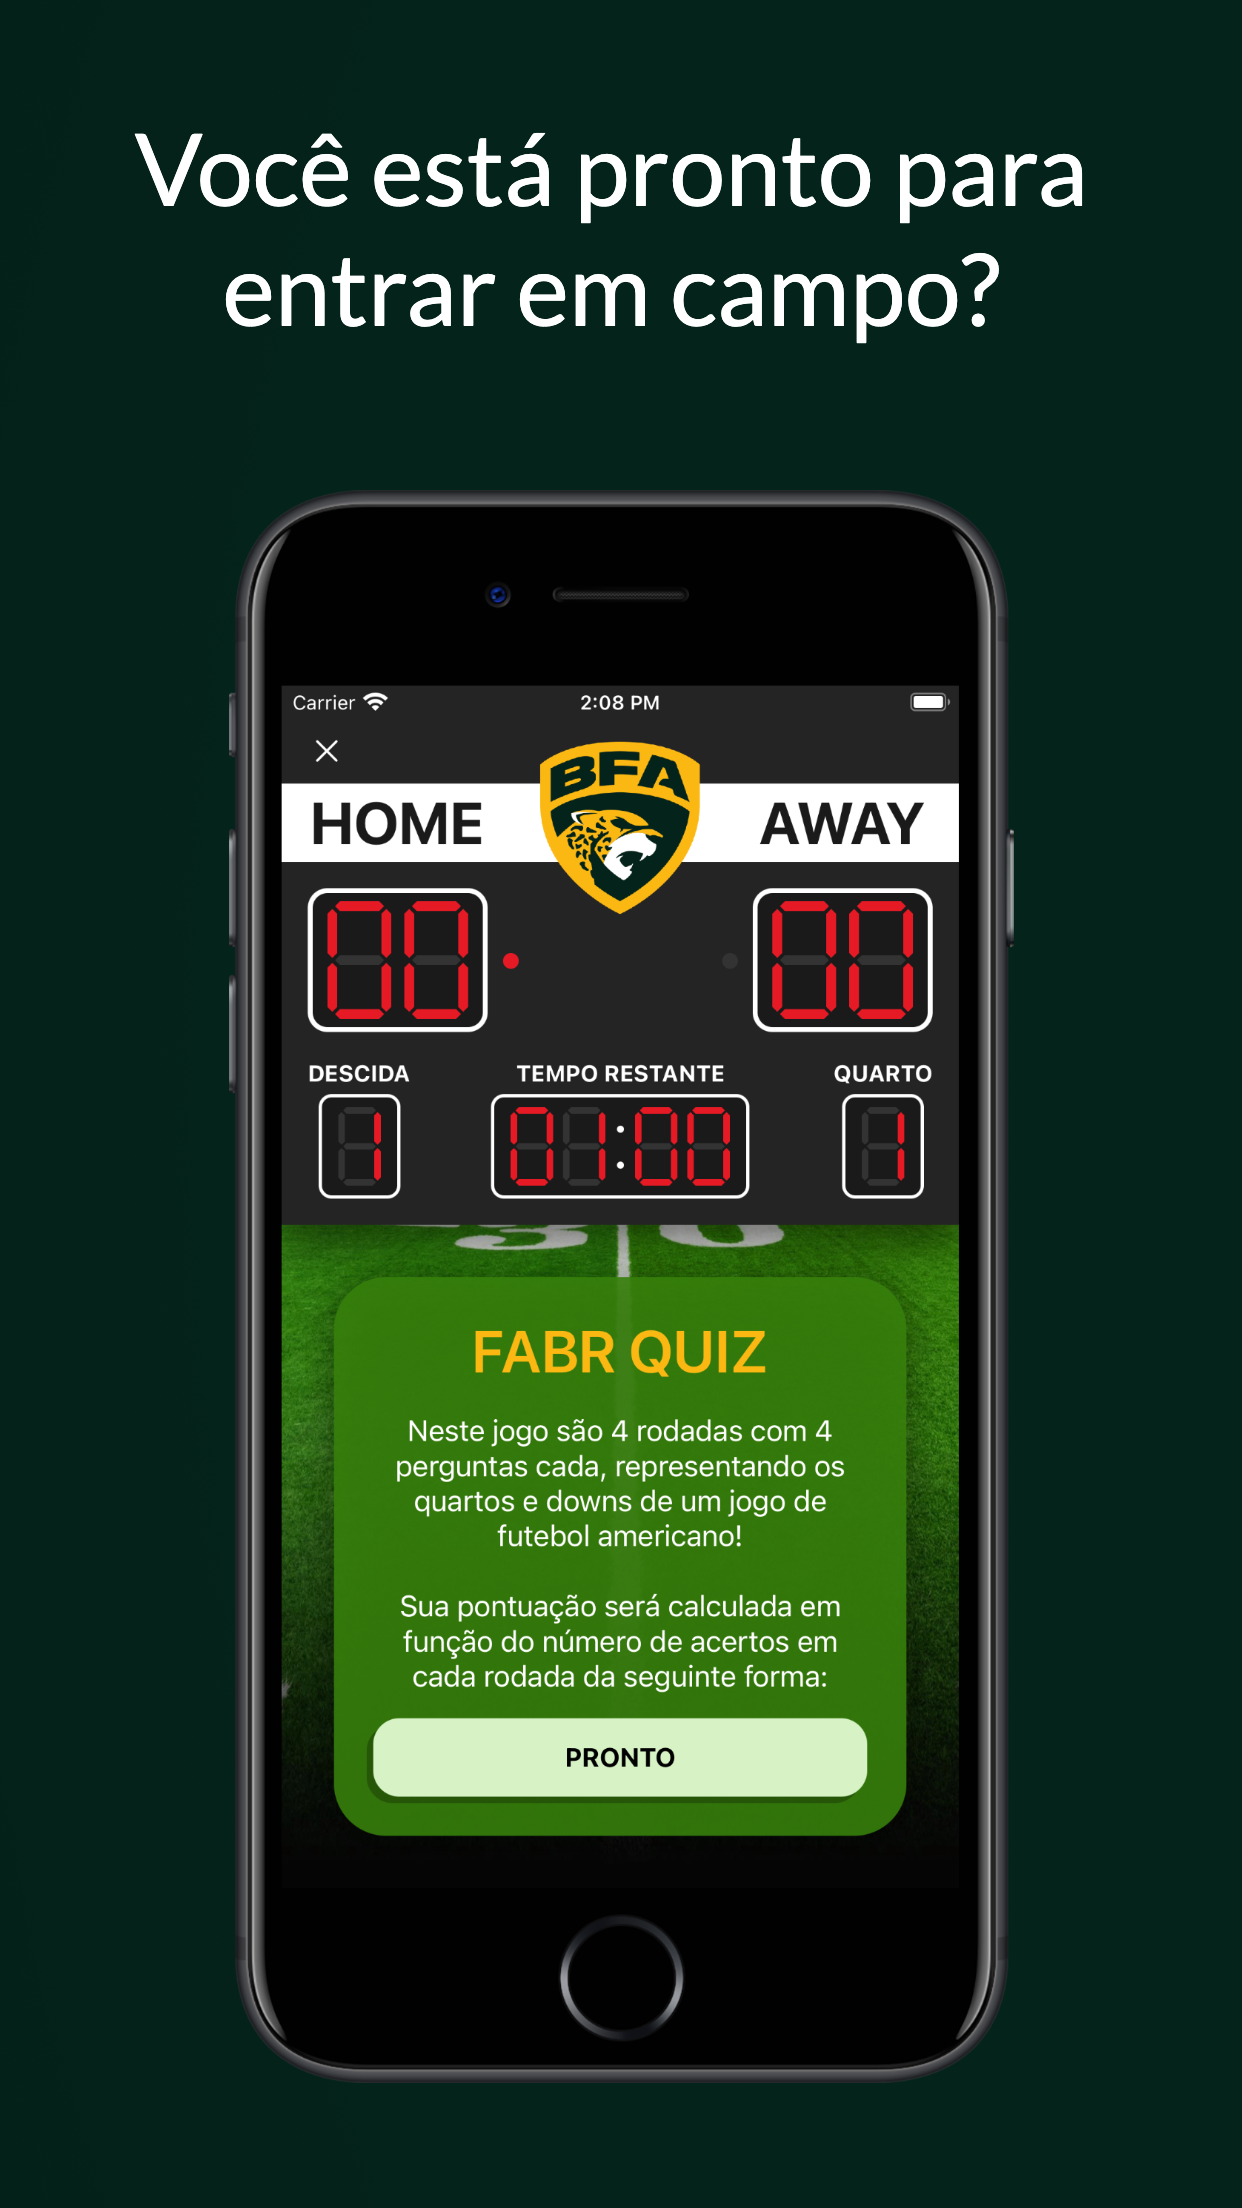 Você está pronto para
entrar em campo?
Carrier 2:08 PM
BFA
HOME AWAY
00 00
DESCIDA TEMPO RESTANTE QUARTO
1 01:00 1
3 0
FABR QUIZ
Neste jogo são 4 rodadas com 4
perguntas cada, representando os
quartos e downs de um jogo de
futebol americano!
Sua pontuação será calculada em
função do número de acertos em
cada rodada da seguinte forma:
PRONTO